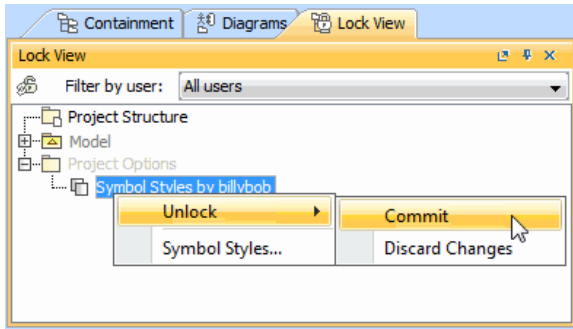 Containment Diagrams Lock View
Lock View
Filter by user: All users
Project Structure
Model
Project Options
Symbol Styles by billybob
Unlock Commit
Symbol Styles... Discard Changes